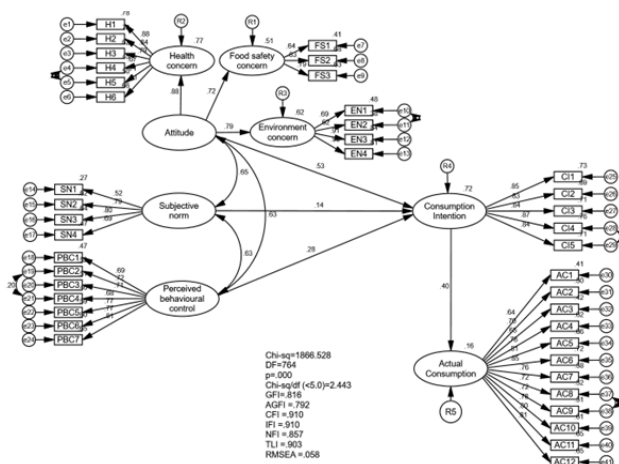 R2
R1
.77
.51
Health concern
Food safety concern
e1
H1
.88
e2
H2
e3
H3
e4
H4
e5
H5
e6
H6
.41
.64
FS1
e7
FS2
e8
FS3
e9
.88
.72
R3
.62
Environment concern
.48
.69
EN1
e10
EN2
e11
EN3
e12
EN4
e13
Attitude
.79
.53
.65
.63
R4
.72
Consumption Intention
.73
.85
CI1
e25
CI2
e26
CI3
e27
.87
CI4
e28
.84
CI5
e29
.27
e14
SN1
.52
e15
SN2
.79
e16
SN3
.80
e17
SN4
.69
Subjective norm
.14
.63
.28
.47
e18
PBC1
.69
e19
PBC2
e20
PBC3
.20
e21
PBC4
e22
PBC5
e23
PBC6
e24
PBC7
Perceived behavioural control
.40
.16
Actual Consumption
R5
.41
.64
AC1
e30
AC2
e31
AC3
e32
AC4
e33
AC5
e34
AC6
e35
AC7
e36
AC8
e37
AC9
e38
AC10
e39
AC11
e40
AC12
e41
Chi-sq=1866.528
DF=764
p=.000
Chi-sq/df (<5.0)=2.443
GFI=.816
AGFI =.792
CFI =.910
IFI =.910
NFI =.857
TLI =.903
RMSEA =.058